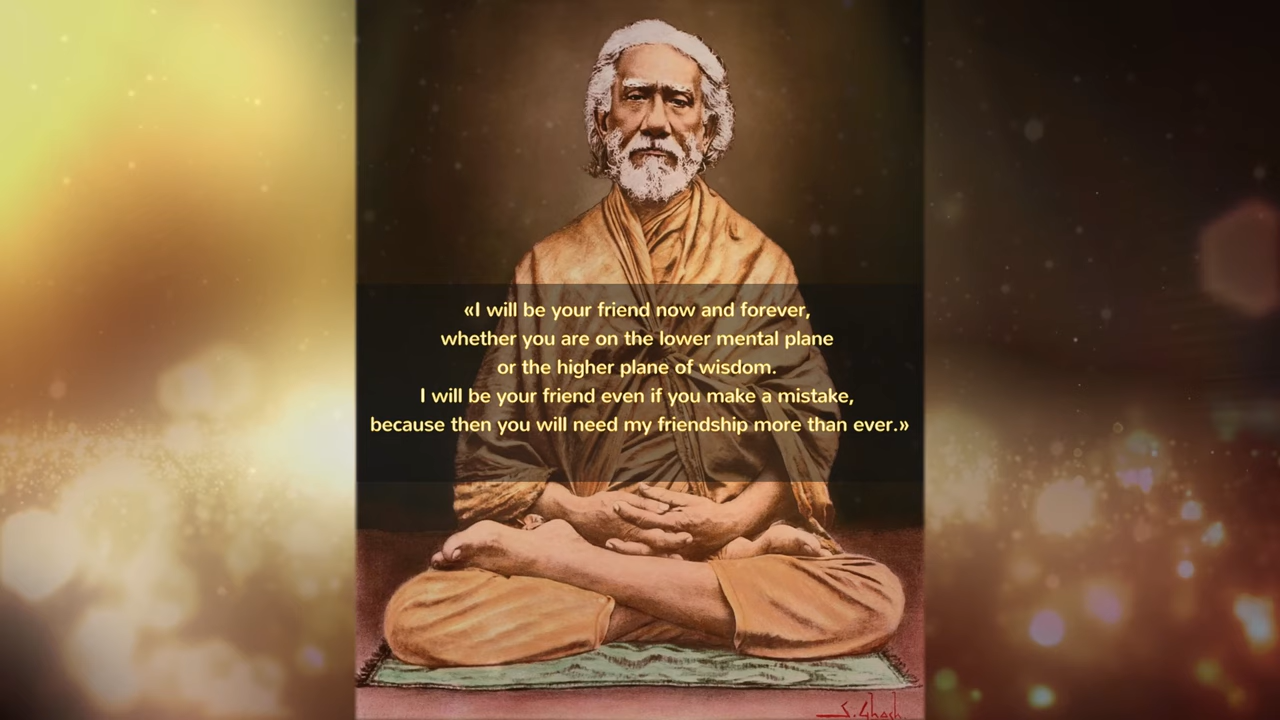 «I will be your friend now and forever,
whether you are on the lower mental plane
or the higher plane of wisdom.
I will be your friend even if you make a mistake,
because then you will need my friendship more than ever.»
S. Ghosh